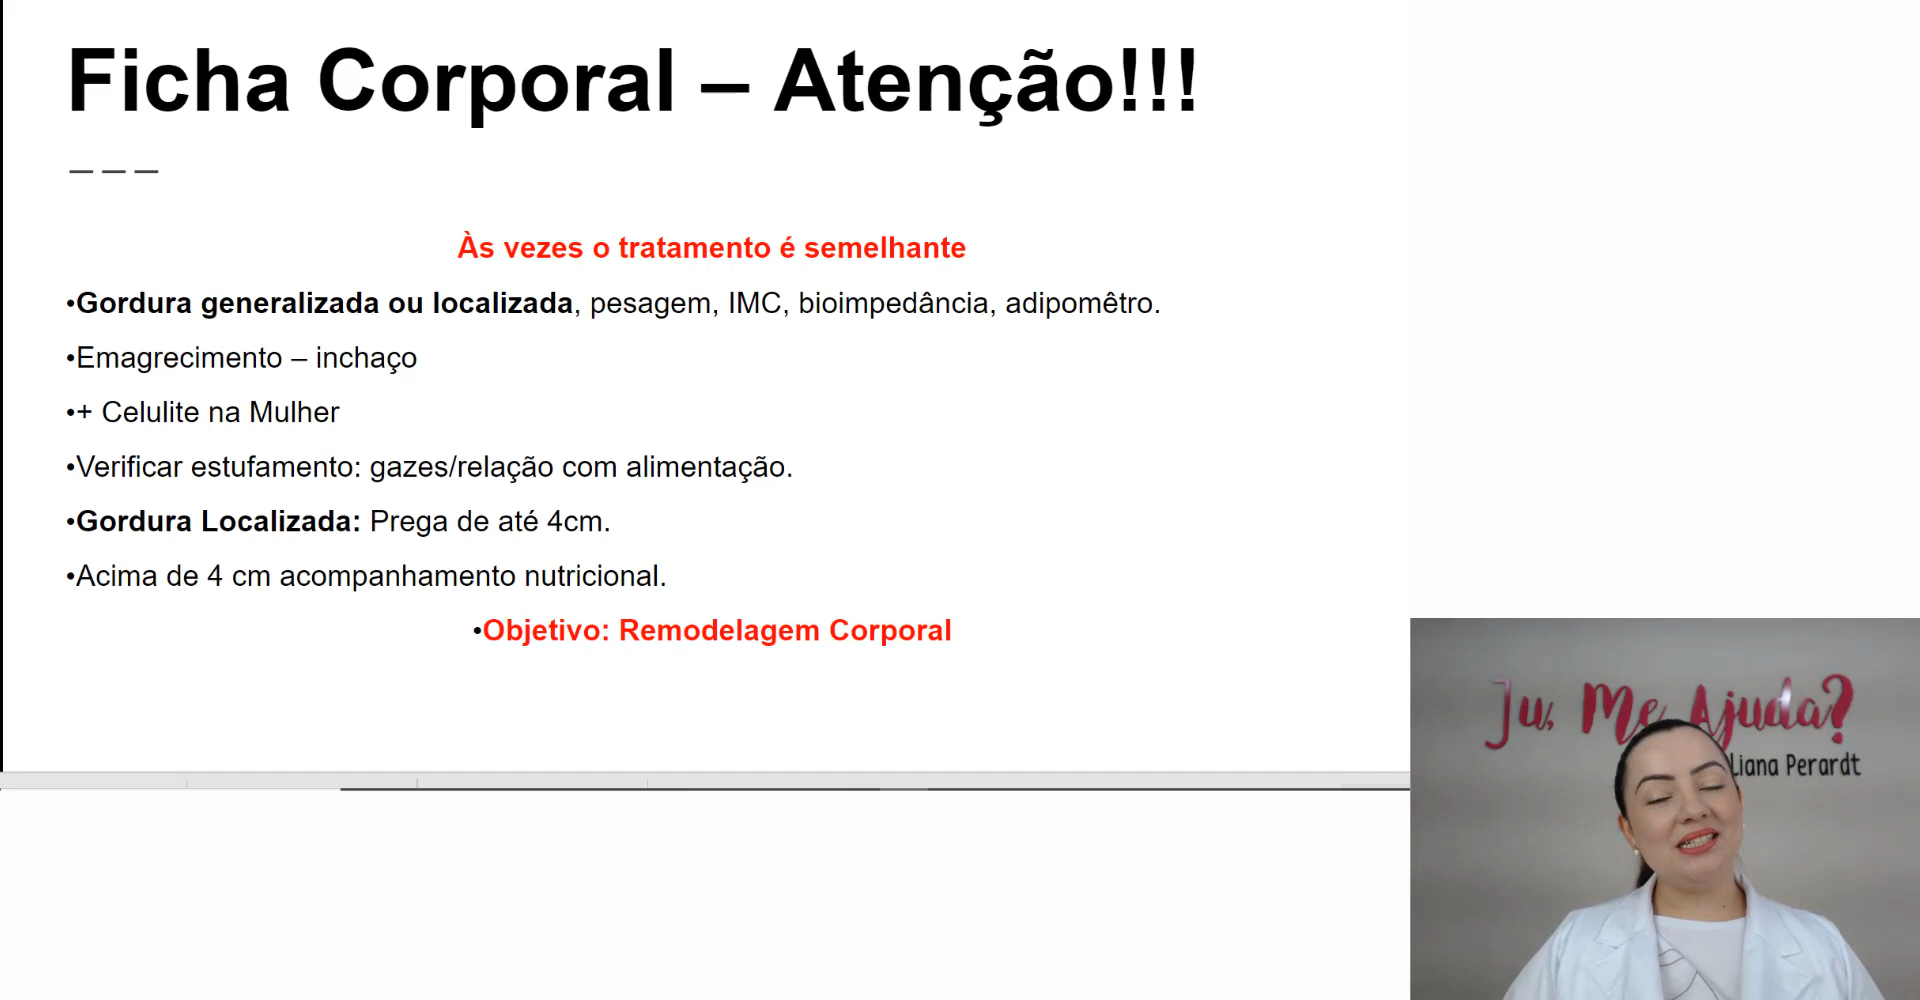 Ficha Corporal – Atenção!!!
Às vezes o tratamento é semelhante
•Gordura generalizada ou localizada, pesagem, IMC, bioimpedância, adipomêtro.
•Emagrecimento – inchaço
•+ Celulite na Mulher
•Verificar estufamento: gazes/relação com alimentação.
•Gordura Localizada: Prega de até 4cm.
•Acima de 4 cm acompanhamento nutricional.
•Objetivo: Remodelagem Corporal
Ju, Me Ajuda?
liana Perardt